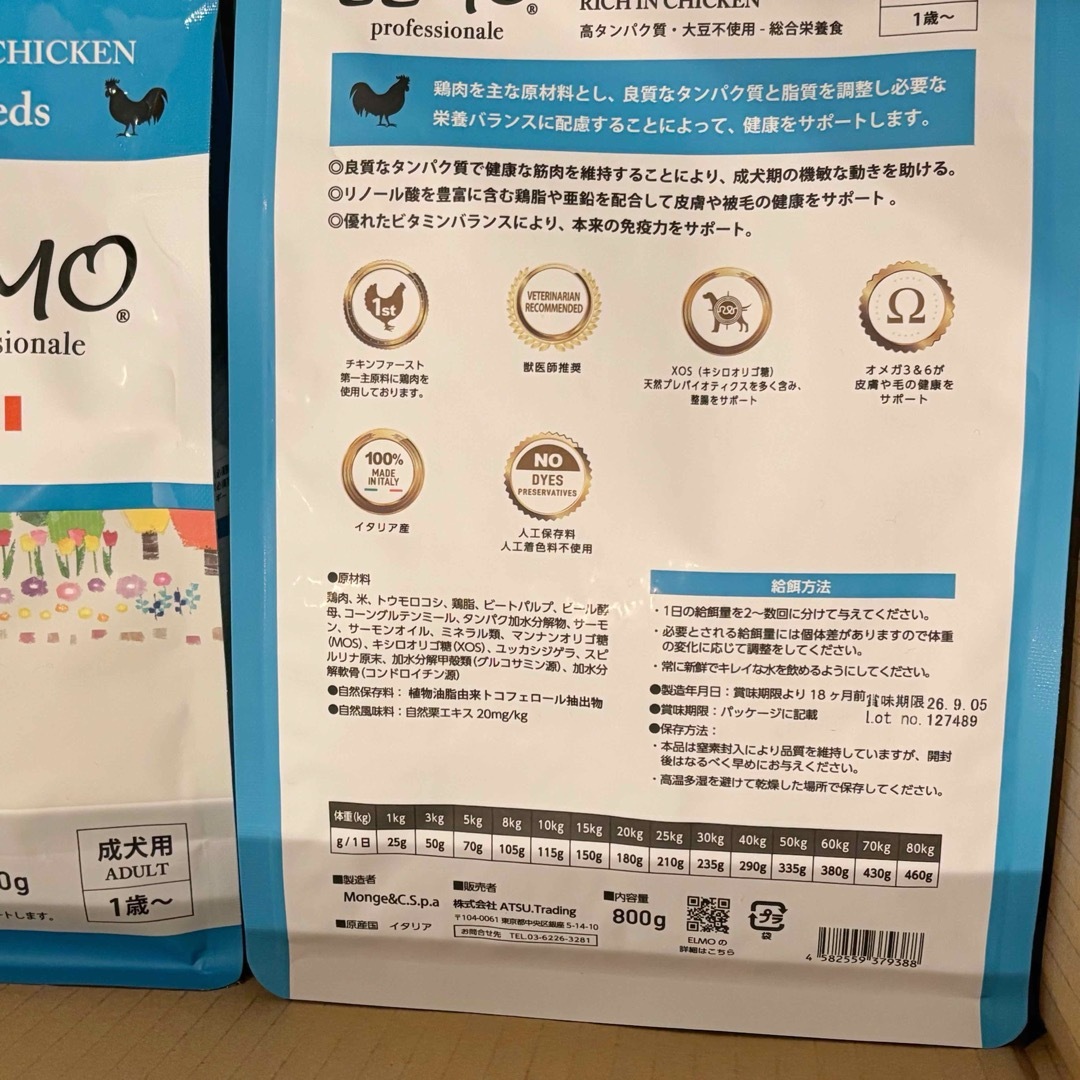 CHICKEN
eds
MO®
sionale
0g
トします。
成犬用
ADULT
1歳～
®
professionale
RICH IN CHICKEN
高タンパク質・大豆不使用 - 総合栄養食
1歳～
鶏肉を主な原材料とし、良質なタンパク質と脂質を調整し必要な
栄養バランスに配慮することによって、健康をサポートします。
◎良質なタンパク質で健康な筋肉を維持することにより、成犬期の機敏な動きを助ける。
◎リノール酸を豊富に含む鶏脂や亜鉛を配合して皮膚や被毛の健康をサポート 。
◎優れたビタミンバランスにより、本来の免疫力をサポート。
1st
チキンファースト
第一主原料に鶏肉を
使用しております。
VETERINARIAN
RECOMMENDED
獣医師推奨
XOS（キシロオリゴ糖）
天然プレバイオティクスを多く含み、
整腸をサポート
Ω
オメガ3＆6が
皮膚や毛の健康を
サポート
100%
MADE
IN ITALY
イタリア産
NO
DYES
PRESERVATIVES
人工保存料
人工着色料不使用
●原材料
鶏肉、米、トウモロコシ、鶏脂、ビートパルプ、ビール酵
母、コーングルテンミール、タンパク加水分解物、サーモ
ン、サーモンオイル、ミネラル類、マンナンオリゴ糖
(MOS)、キシロオリゴ糖(XOS)、ユッカシジゲラ、スピ
ルリナ原末、加水分解甲殻類(グルコサミン源)、加水分
解軟骨(コンドロイチン源)
●自然保存料： 植物油脂由来トコフェロール抽出物
●自然風味料：自然栗エキス 20mg/kg
給餌方法
・1日の給餌量を2～数回に分けて与えてください。
・必要とされる給餌量には個体差がありますので体重
の変化に応じて調整をしてください。
・常に新鮮でキレイな水を飲めるようにしてください。
●製造年月日：賞味期限より 18 ヶ月前
●賞味期限：パッケージに記載
賞味期限26.9.05
Lot no.127489
●保存方法：
・本品は窒素封入により品質を維持していますが、開封
後はなるべく早めにお与えください。
・高温多湿を避けて乾燥した場所で保存してください。
体重(kg) 1kg 3kg 5kg 8kg 10kg 15kg 20kg 25kg 30kg 40kg 50kg 60kg 70kg 80kg
g/1日 25g 50g 70g 105g 115g 150g 180g 210g 235g 290g 335g 380g 430g 460g
■製造者
Monge&C.S.p.a
■原産国 イタリア
■販売者
株式会社 ATSU.Trading
〒104-0061 東京都中央区銀座 5-14-10
お問合せ先 TEL.03-6226-3281
■内容量
800g
ELMO の
詳細はこちら
プラ
袋
4 582559 379388